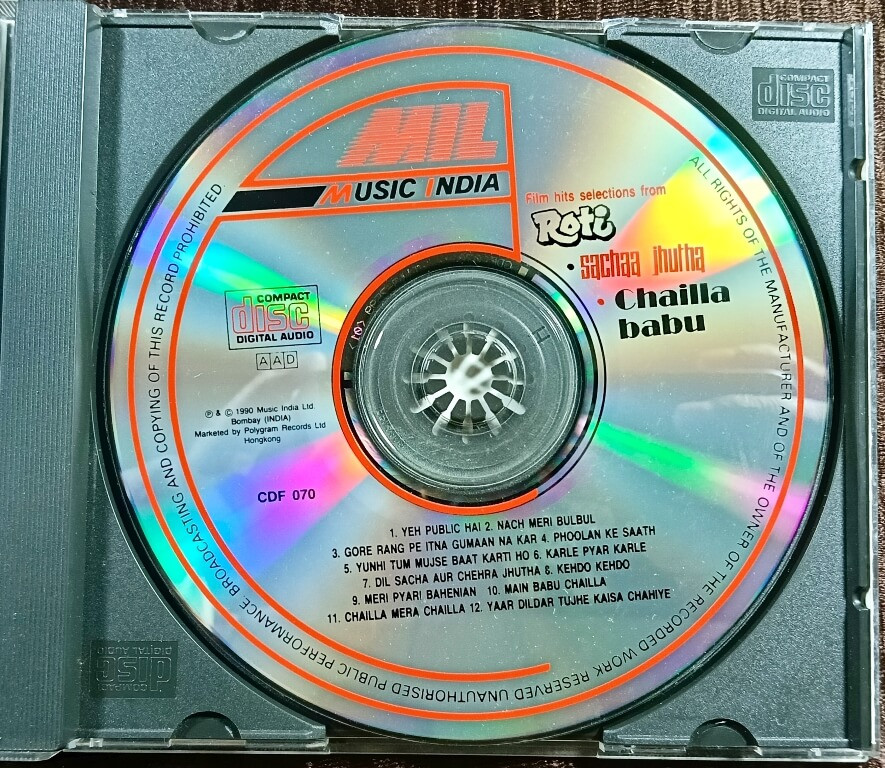 MIL
MUSIC INDIA
Film hits selections from
Roti
• sachaa jhutha
• Chailla
babu
COMPACT
disc
DIGITAL AUDIO
AAD
℗ & © 1990 Music India Ltd.
Bombay (INDIA)
Marketed by Polygram Records Ltd
Hongkong
CDF 070
1. YEH PUBLIC HAI 2. NACH MERI BULBUL
3. GORE RANG PE ITNA GUMAAN NA KAR 4. PHOOLAN KE SAATH
5. YUNHI TUM MUJSE BAAT KARTI HO 6. KARLE PYAR KARLE
7. DIL SACHA AUR CHEHRA JHUTHA 8. KEHDO KEHDO
9. MERI PYARI BAHENIAN 10. MAIN BABU CHAILLA
11. CHAILLA MERA CHAILLA 12. YAAR DILDAR TUJHE KAISA CHAHIYE
ALL RIGHTS OF THE MANUFACTURER AND OF THE OWNER OF THE RECORDED WORK RESERVED UNAUTHORISED PUBLIC PERFORMANCE BROADCASTING AND COPYING OF THIS RECORD PROHIBITED.
COMPACT
disc
DIGITAL AUDIO
COMPACT
disc
DIGITAL AUDIO